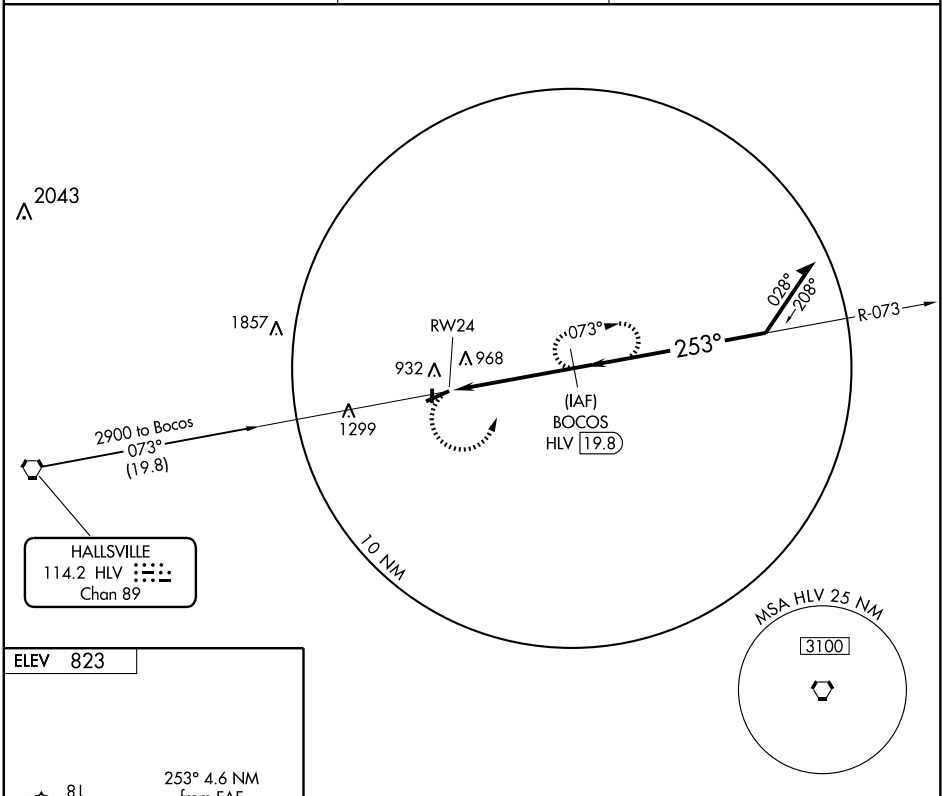 2043
1857
RW24
932
968
1299
073°
253°
028°
208°
R-073
(IAF)
BOCOS
HLV 19.8
2900 to Bocos
073°
(19.8)
HALLSVILLE
114.2 HLV
Chan 89
10 NM
MSA HLV 25 NM
3100
ELEV 823
253° 4.6 NM
from FAF